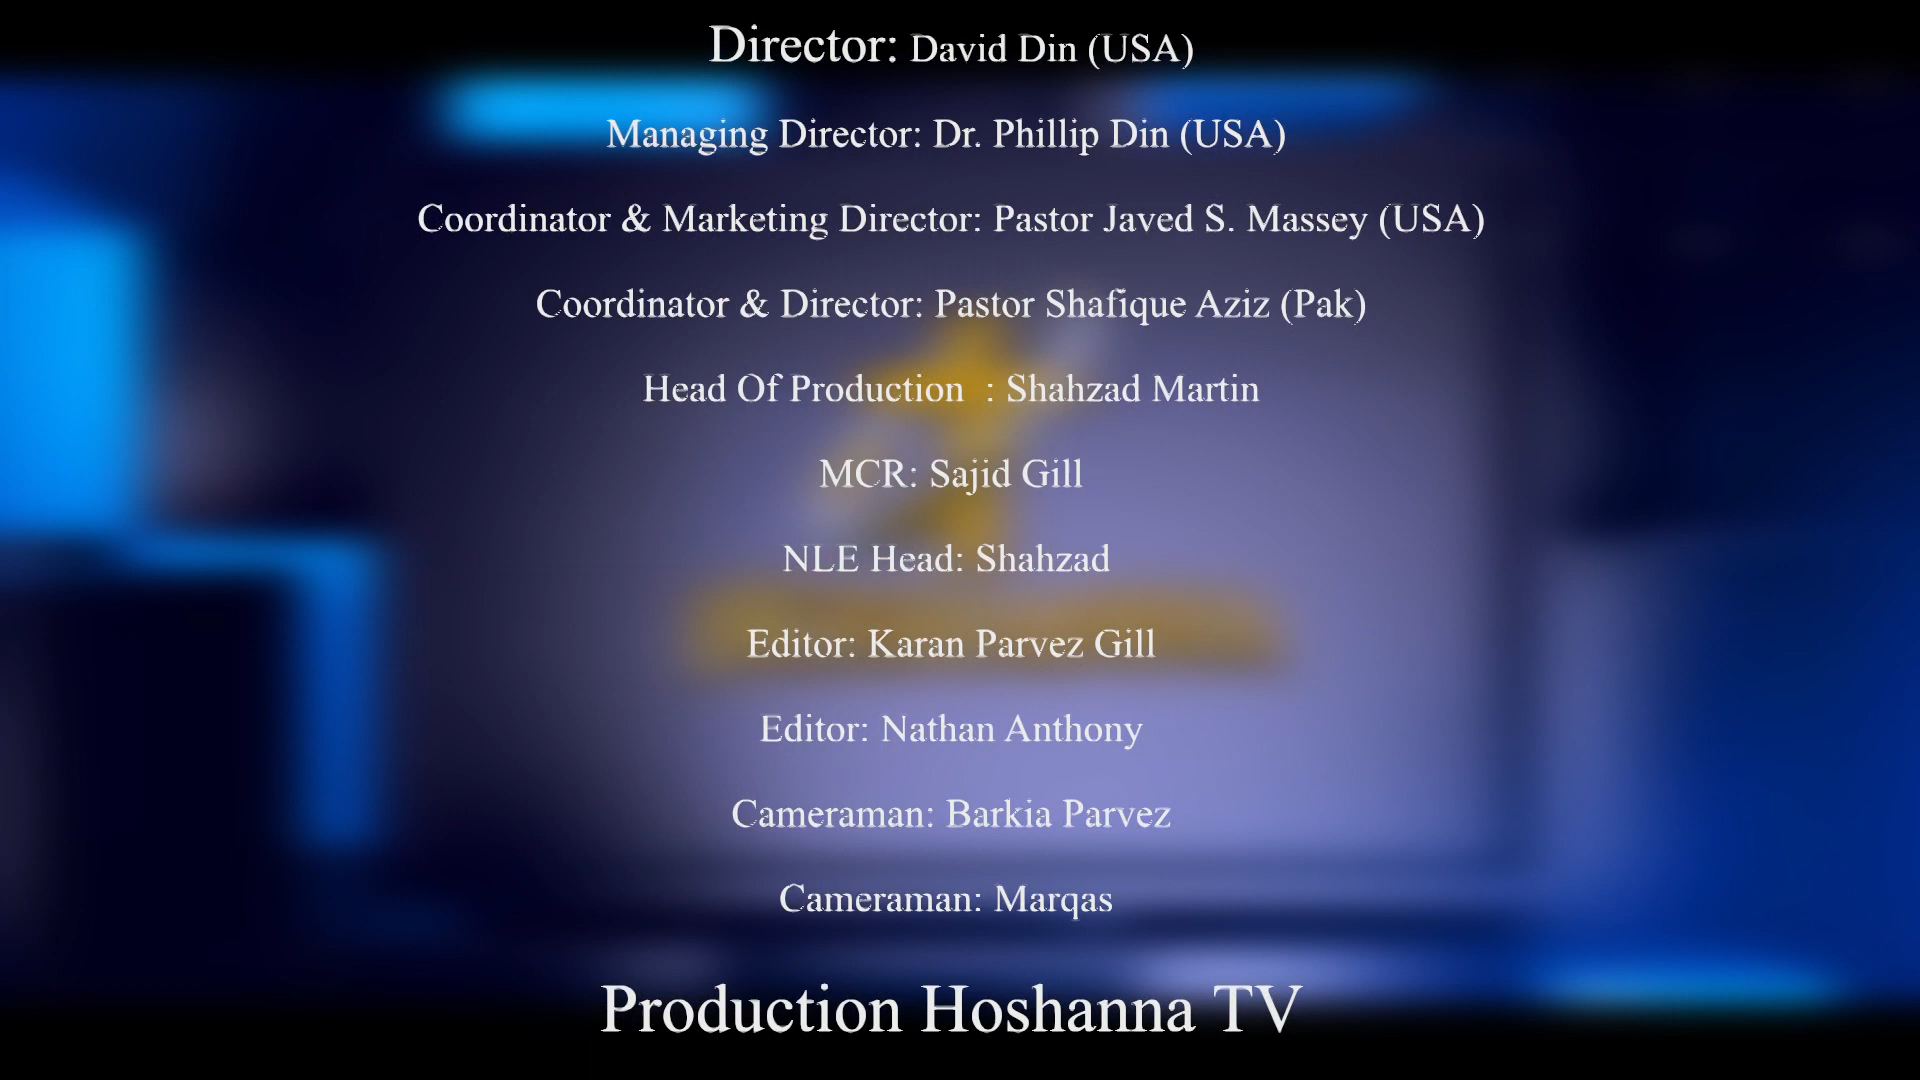 Director: David Din (USA)
Managing Director: Dr. Phillip Din (USA)
Coordinator & Marketing Director: Pastor Javed S. Massey (USA)
Coordinator & Director: Pastor Shafique Aziz (Pak)
Head Of Production  : Shahzad Martin
MCR: Sajid Gill
NLE Head: Shahzad
Editor: Karan Parvez Gill
Editor: Nathan Anthony
Cameraman: Barkia Parvez
Cameraman: Marqas
Production Hoshanna TV